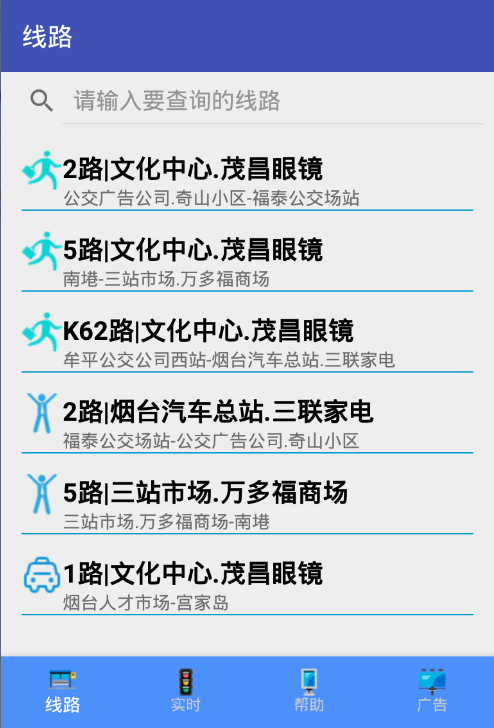 线路
请输入要查询的线路
2路|文化中心.茂昌眼镜
公交广告公司.奇山小区-福泰公交场站
5路|文化中心.茂昌眼镜
南堘-三站市场.万多福商场
K62路|文化中心.茂昌眼镜
牟平公交公司西站-烟台汽车总站.三联家电
2路|烟台汽车总站.三联家电
福泰公交场站-公交广告公司.奇山小区
5路|三站市场.万多福商场
三站市场.万多福商场-南堘
1路|文化中心.茂昌眼镜
烟台人才市场-宫家岛
线路 实时 帮助 广告